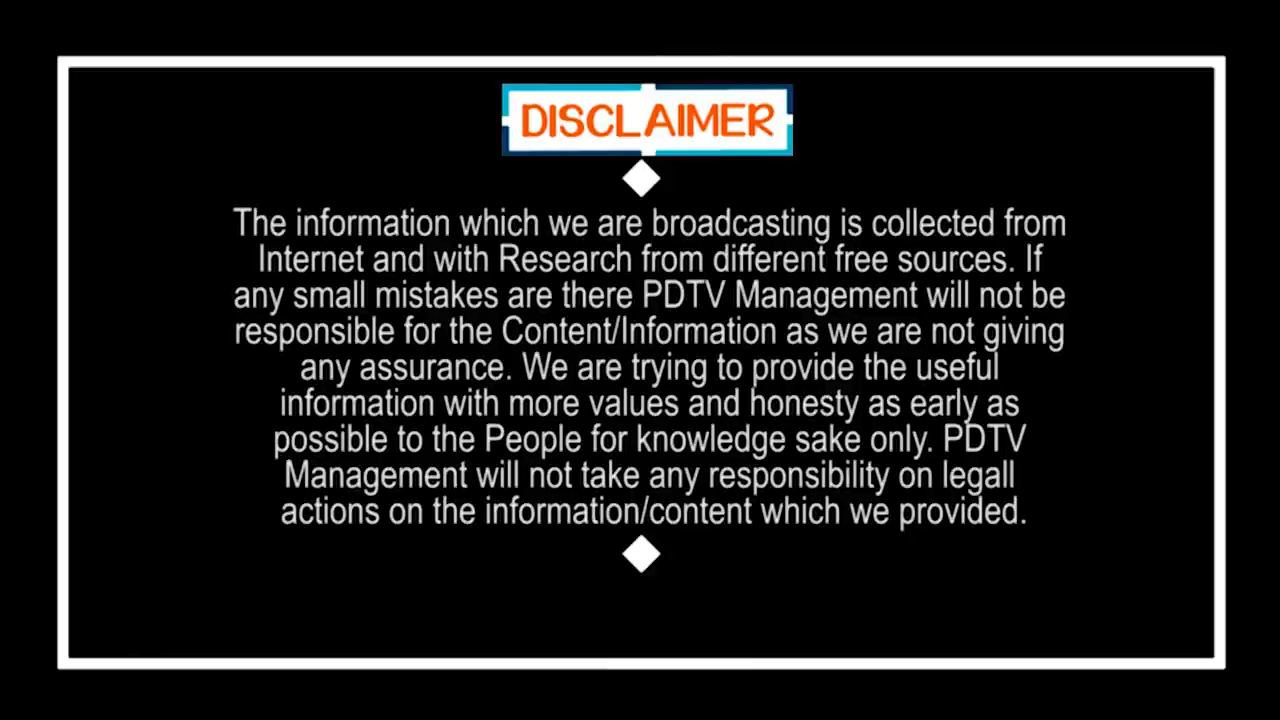 DISCLAIMER
The information which we are broadcasting is collected from
Internet and with Research from different free sources. If
any small mistakes are there PDTV Management will not be
responsible for the Content/Information as we are not giving
any assurance. We are trying to provide the useful
information with more values and honesty as early as
possible to the People for knowledge sake only. PDTV
Management will not take any responsibility on legall
actions on the information/content which we provided.